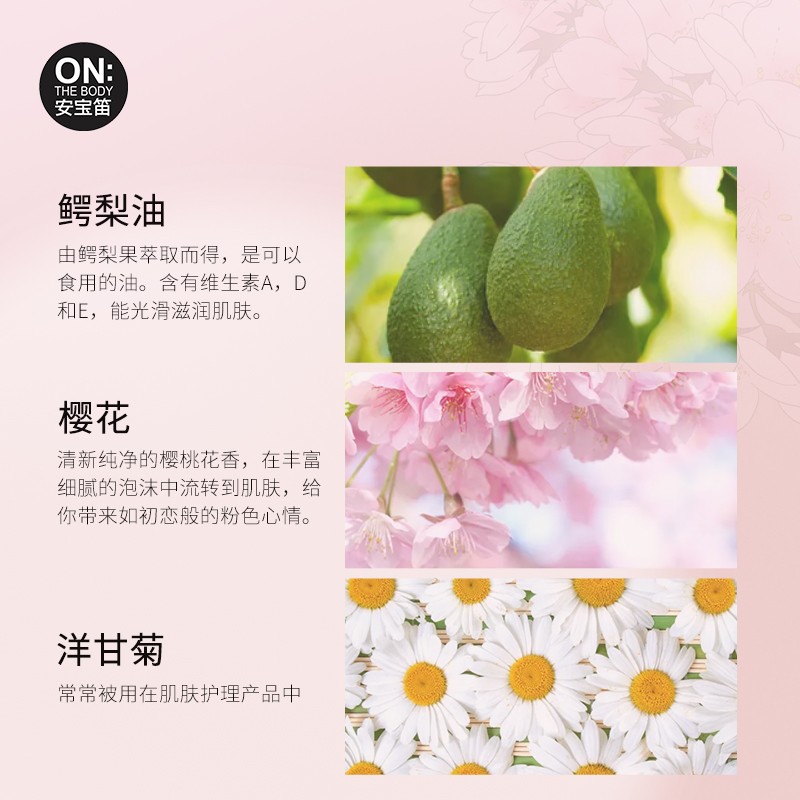 ON:
THE BODY
安宝笛
鳄梨油
由鳄梨果萃取而得，是可以
食用的油。含有维生素A，D
和E，能光滑滋润肌肤。
樱花
清新纯净的樱桃花香，在丰富
细腻的泡沫中流转到肌肤，给
你带来如初恋般的粉色心情。
洋甘菊
常常被用在肌肤护理产品中